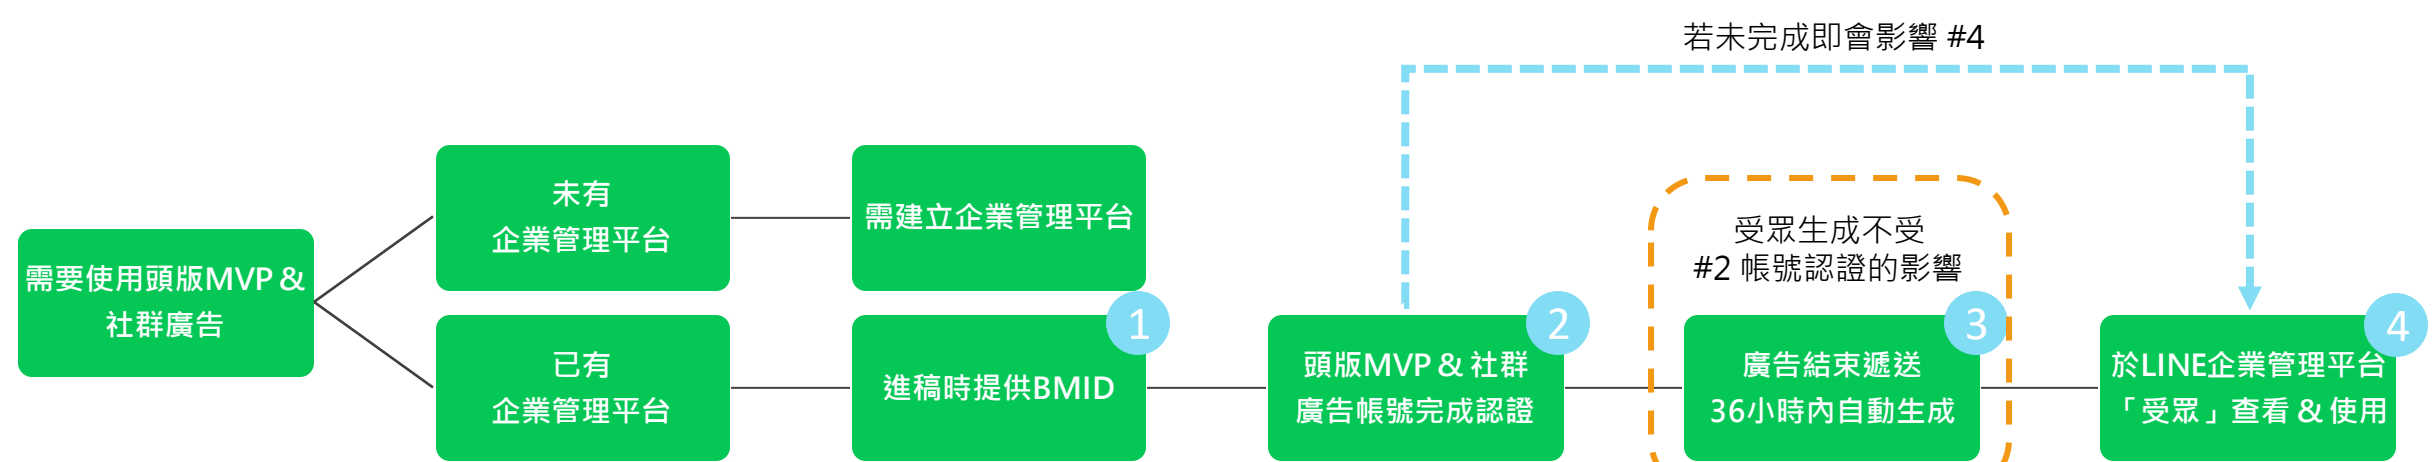 若未完成即會影響 #4
未有
企業管理平台
需建立企業管理平台
受眾生成不受
#2 帳號認證的影響
需要使用頭版MVP &
社群廣告
1
2
3
4
已有
企業管理平台
進稿時提供BMID
頭版MVP & 社群
廣告帳號完成認證
廣告結束遞送
36小時內自動生成
於LINE企業管理平台
「受眾」查看 & 使用